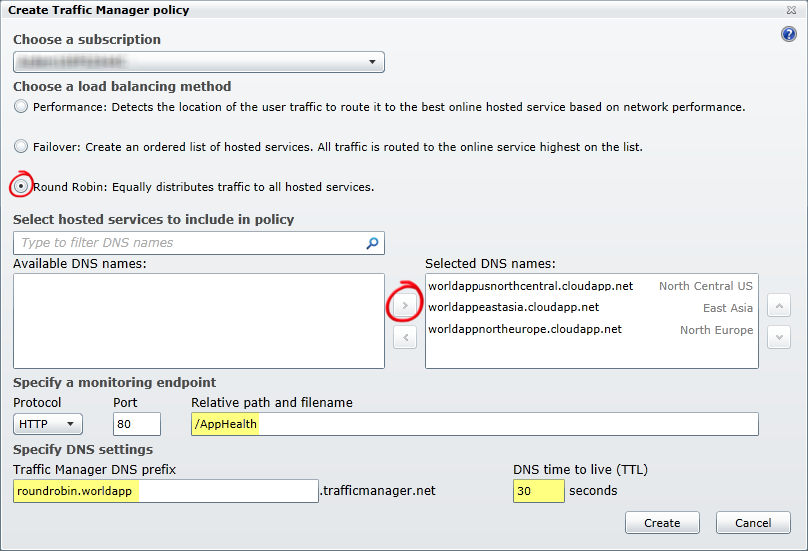 Create Traffic Manager policy
Choose a subscription
Choose a load balancing method
Performance: Detects the location of the user traffic to route it to the best online hosted service based on network performance.
Failover: Create an ordered list of hosted services. All traffic is routed to the online service highest on the list.
Round Robin: Equally distributes traffic to all hosted services.
Select hosted services to include in policy
Type to filter DNS names
Available DNS names:
Selected DNS names:
worldappusnorthcentral.cloudapp.net North Central US
worldappeastasia.cloudapp.net East Asia
worldappnortheurope.cloudapp.net North Europe
Specify a monitoring endpoint
Protocol Port Relative path and filename
HTTP 80 /AppHealth
Specify DNS settings
Traffic Manager DNS prefix DNS time to live (TTL)
roundrobin.worldapp .trafficmanager.net 30 seconds
Create Cancel